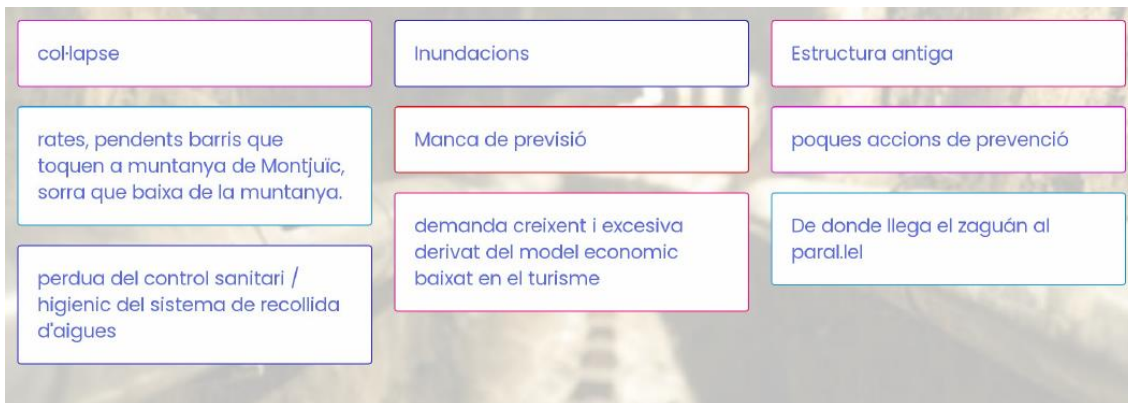 col·lapse
rates, pendents barris que
toquen a muntanya de Montjuïc,
sorra que baixa de la muntanya.
perdua del control sanitari /
higienic del sistema de recollida
d'aigues
Inundacions
Manca de previsió
demanda creixent i excesiva
derivat del model economic
baixat en el turisme
Estructura antiga
poques accions de prevenció
De donde llega el zaguán al
paral.lel